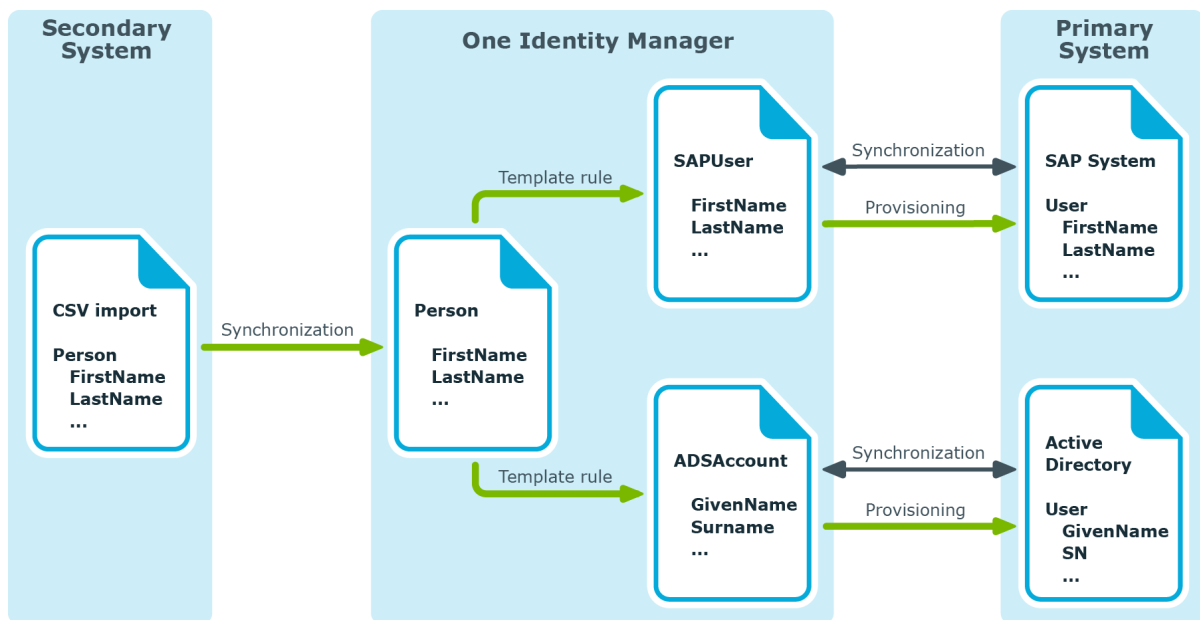 Secondary
System
One Identity Manager
Primary
System
CSV import
Person
FirstName
LastName
...
Synchronization
Person
FirstName
LastName
...
Template rule
Template rule
SAPUser
FirstName
LastName
...
Synchronization
Provisioning
SAP System
User
FirstName
LastName
...
ADSAccount
GivenName
Surname
...
Synchronization
Provisioning
Active
Directory
User
GivenName
SN
...